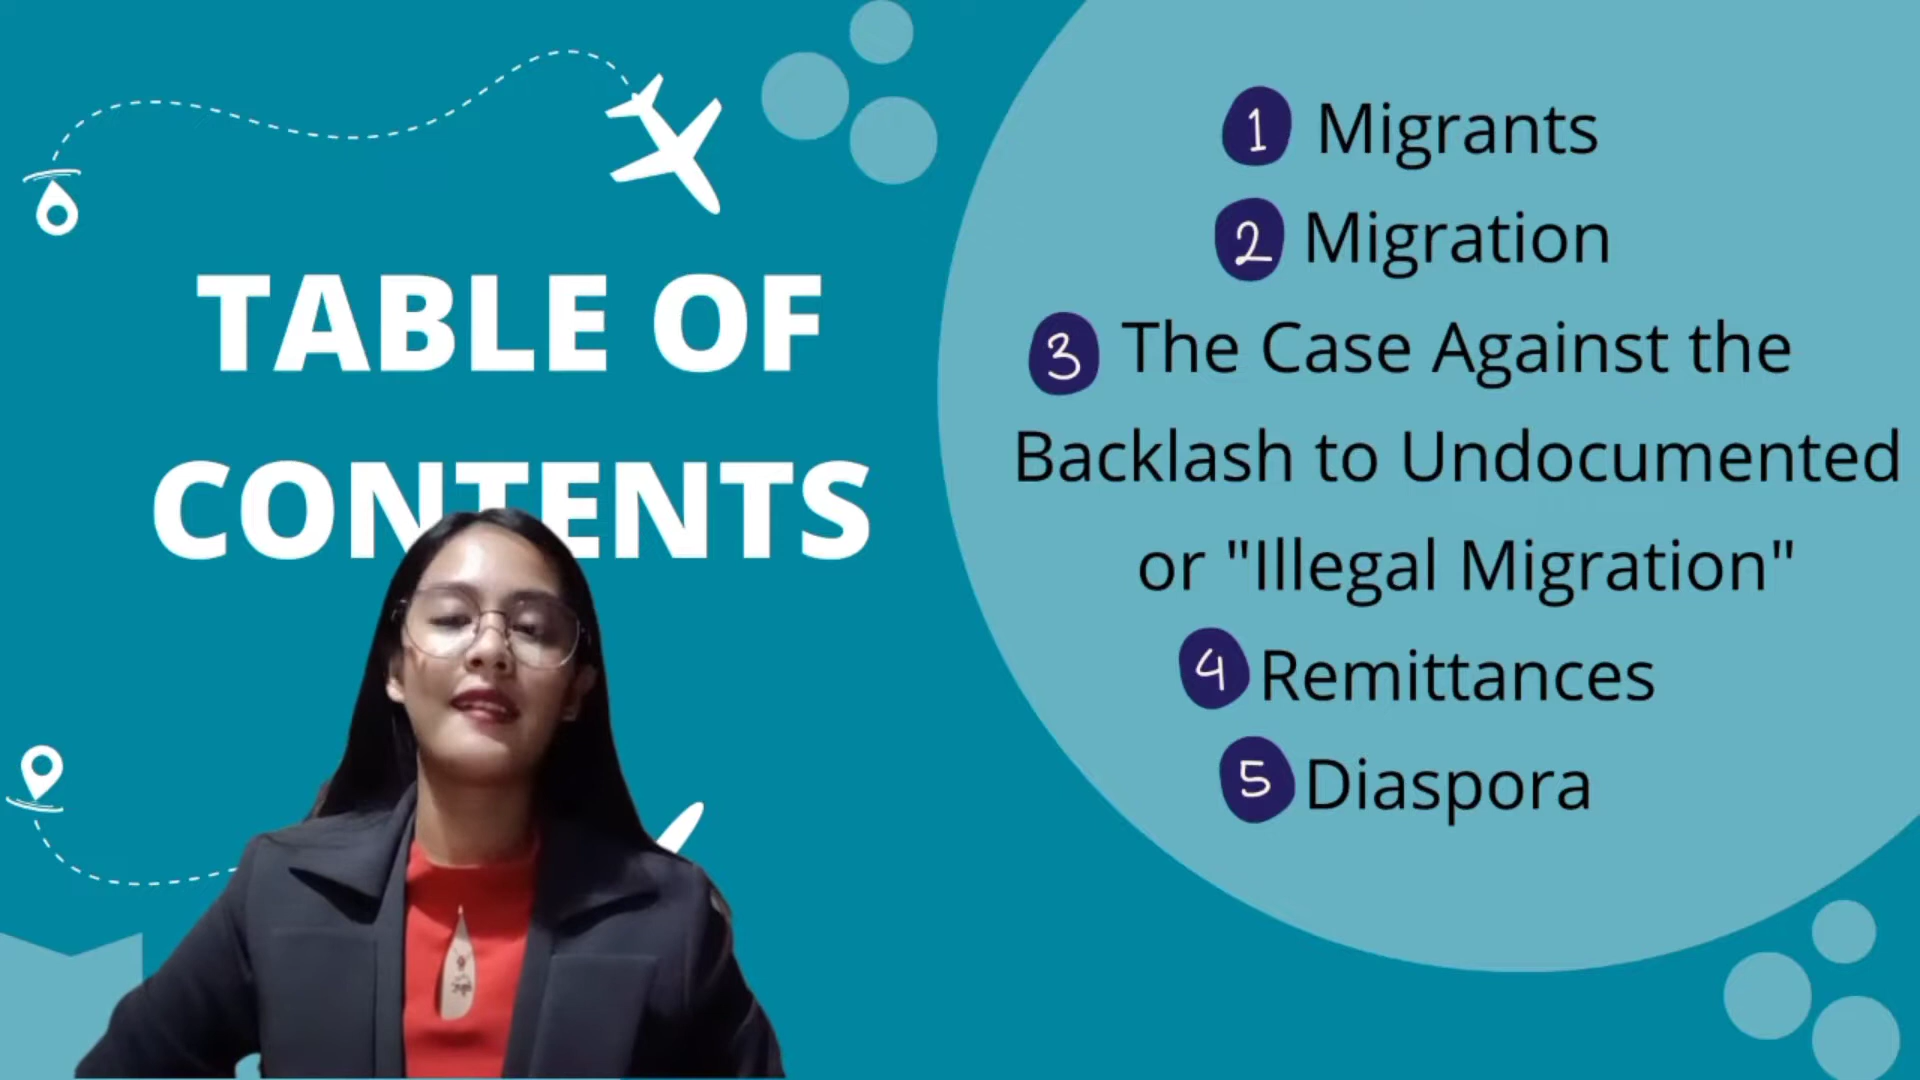 TABLE OF
CONTENTS
1 Migrants
2 Migration
3 The Case Against the
Backlash to Undocumented
or "Illegal Migration"
4 Remittances
5 Diaspora